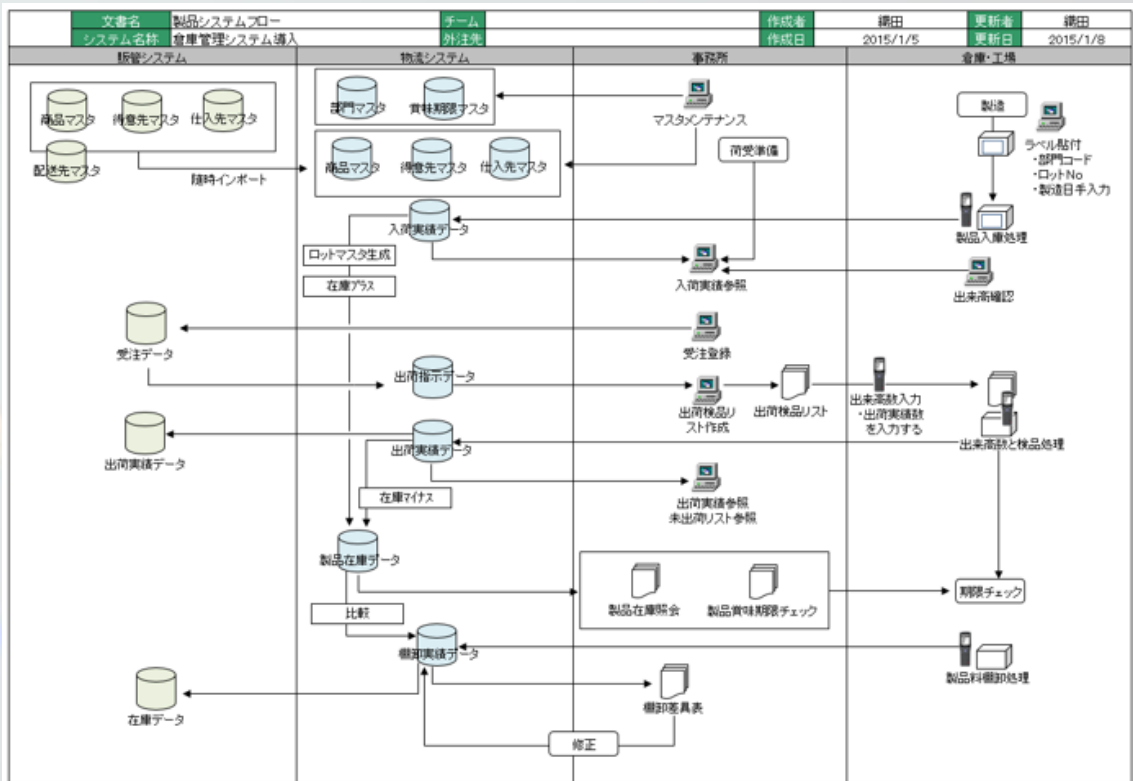 文書名 製品システムフロー チーム 作成者 織田 更新者 織田
システム名称 倉庫管理システム導入 外注先 作成日 2015/1/5 更新日 2015/1/8
販管システム 物流システム 事務所 倉庫・工場
部門マスタ 賞味期限マスタ
商品マスタ 得意先マスタ 仕入先マスタ
マスタメンテナンス
製造
荷受準備
ラベル貼付
・部門コード
・ロットNo
・製造日手入力
配送先マスタ
随時インポート
商品マスタ 得意先マスタ 仕入先マスタ
入荷実績データ
製品入庫処理
ロットマスタ生成
在庫プラス
入荷実績参照
出来高確認
受注データ
受注登録
出荷指示データ
出荷検品リ
スト作成
出荷検品リスト
出来高数入力
・出荷実績数
を入力する
出荷実績データ
出荷実績データ
出来高数と検品処理
在庫マイナス
出荷実績参照
未出荷リスト参照
製品在庫データ
製品在庫照会 製品賞味期限チェック
期限チェック
比較
棚卸実績データ
製品料棚卸処理
在庫データ
棚卸差異表
修正